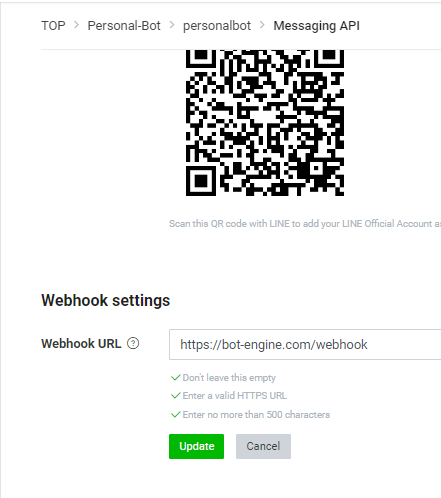 TOP > Personal-Bot > personalbot > Messaging API
Scan this QR code with LINE to add your LINE Official Account as
Webhook settings
Webhook URL ?
https://bot-engine.com/webhook
Don't leave this empty
Enter a valid HTTPS URL
Enter no more than 500 characters
Update Cancel